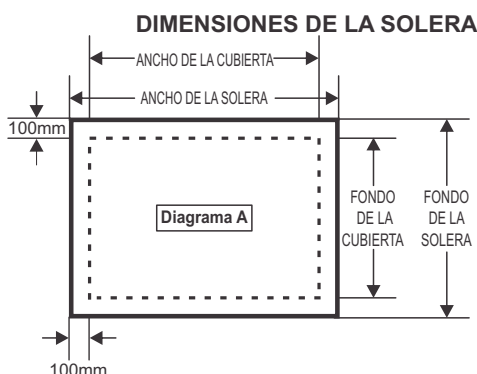 DIMENSIONES DE LA SOLERA
ANCHO DE LA CUBIERTA
ANCHO DE LA SOLERA
100mm
Diagrama A
FONDO
DE LA
CUBIERTA
FONDO
DE LA
SOLERA
100mm